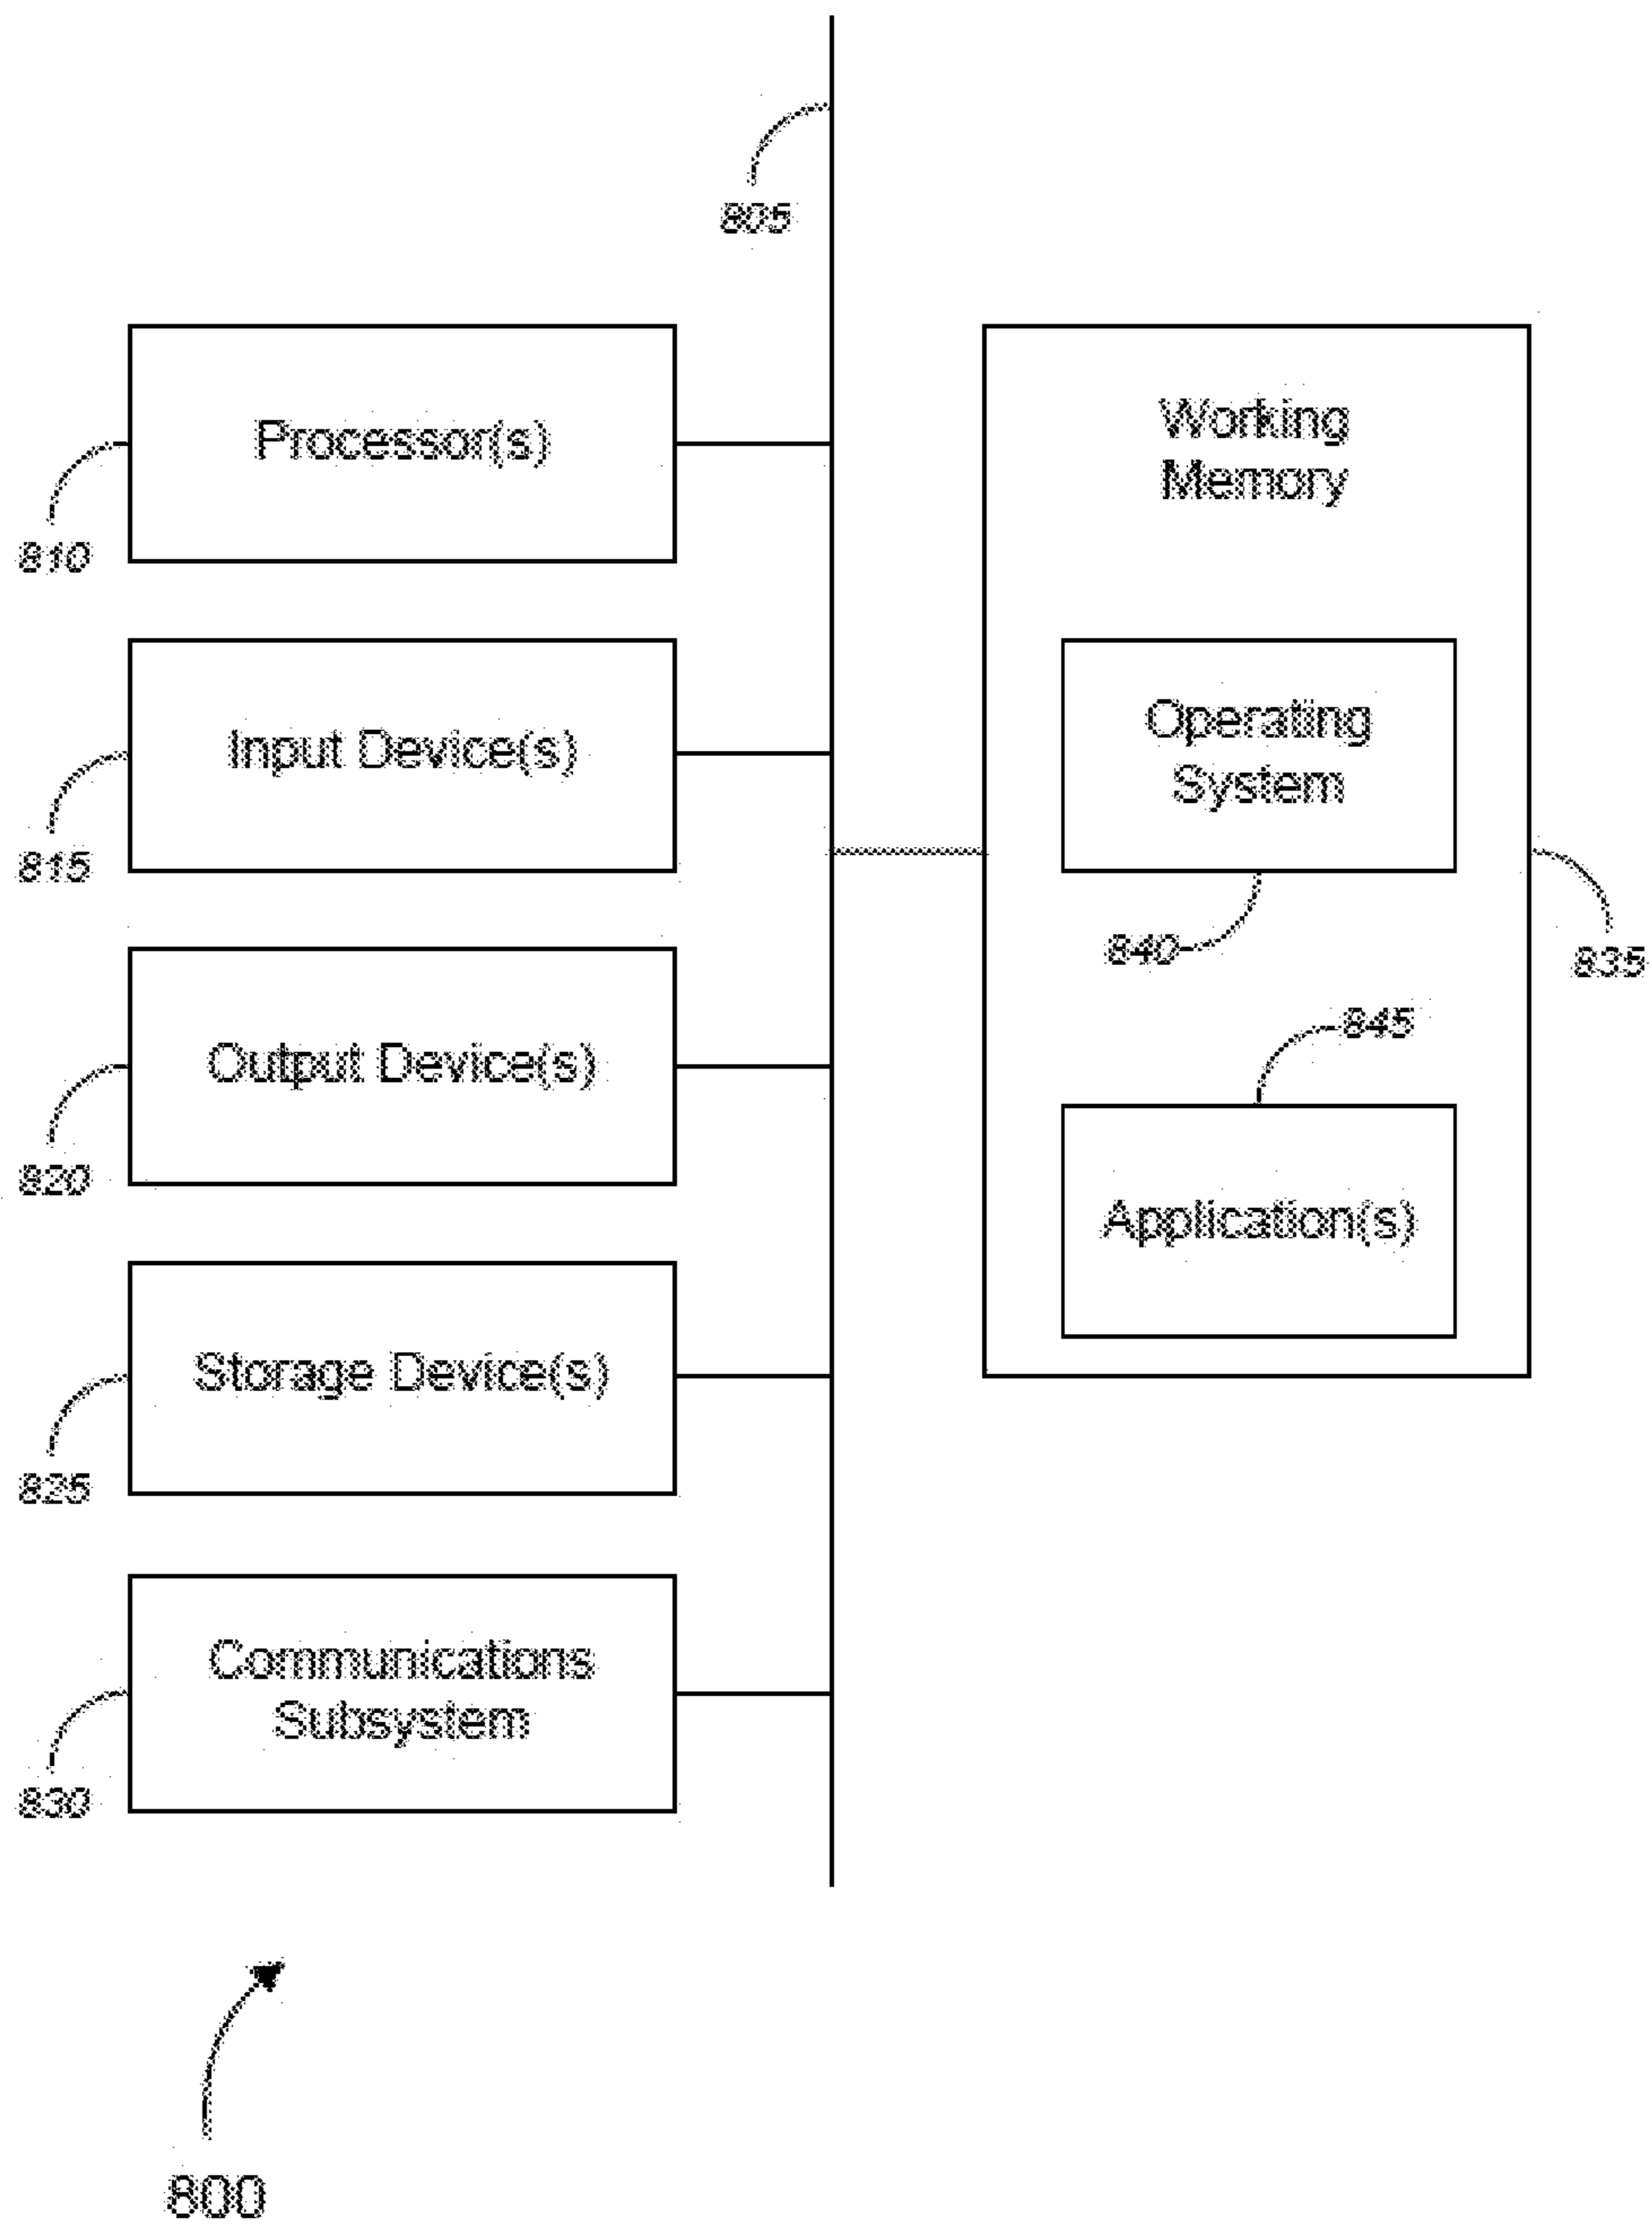 805
Processor(s)
810
Input Device(s)
815
Output Device(s)
820
Storage Device(s)
825
Communications
Subsystem
830
Working
Memory
Operating
System
840
835
845
Application(s)
800